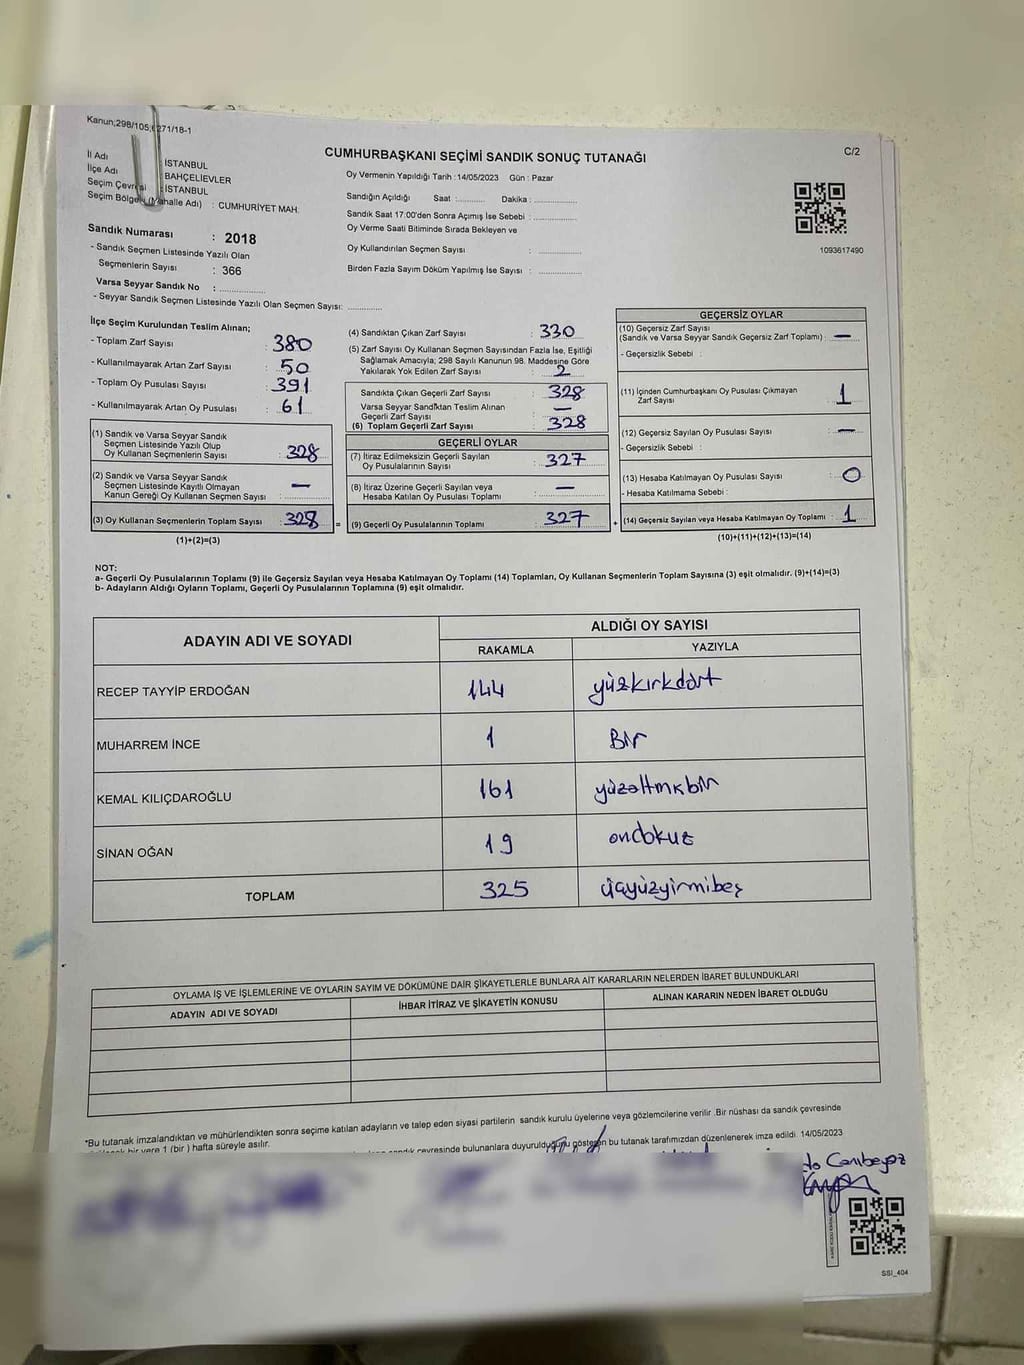 Kanun;298/105,6271/18-1
CUMHURBAŞKANI SEÇİMİ SANDIK SONUÇ TUTANAĞI
C/2
İl Adı : İSTANBUL
İlçe Adı : BAHÇELİEVLER
Seçim Çevresi : İSTANBUL
Seçim Bölgesi (Mahalle Adı) : CUMHURİYET MAH.
Sandık Numarası : 2018
- Sandık Seçmen Listesinde Yazılı Olan
Seçmenlerin Sayısı : 366
Varsa Seyyar Sandık No : ..............
- Seyyar Sandık Seçmen Listesinde Yazılı Olan Seçmen Sayısı: ..........
Oy Vermenin Yapıldığı Tarih :14/05/2023 Gün : Pazar
Sandığın Açıldığı Saat :.......... Dakika :..............
Sandık Saat 17:00'den Sonra Açımış İse Sebebi :..............
Oy Verme Saati Bitiminde Sırada Bekleyen ve
Oy Kullandırılan Seçmen Sayısı : ..............
Birden Fazla Sayım Döküm Yapılmış İse Sayısı : ..............
1093617490
İlçe Seçim Kurulundan Teslim Alınan;
- Toplam Zarf Sayısı : 380
- Kullanılmayarak Artan Zarf Sayısı : 50
- Toplam Oy Pusulası Sayısı : 391
- Kullanılmayarak Artan Oy Pusulası : 61
(1) Sandık ve Varsa Seyyar Sandık
Seçmen Listesinde Yazılı Olup
Oy Kullanan Seçmenlerin Sayısı : 328
(2) Sandık ve Varsa Seyyar Sandık
Seçmen Listesinde Kayıtlı Olmayan
Kanun Gereği Oy Kullanan Seçmen Sayısı : —
(3) Oy Kullanan Seçmenlerin Toplam Sayısı : 328
(1)+(2)=(3)
(4) Sandıktan Çıkan Zarf Sayısı : 330
(5) Zarf Sayısı Oy Kullanan Seçmen Sayısından Fazla İse, Eşitliği
Sağlamak Amacıyla; 298 Sayılı Kanunun 98. Maddesine Göre
Yakılarak Yok Edilen Zarf Sayısı : 2
Sandıkta Çıkan Geçerli Zarf Sayısı : 328
Varsa Seyyar Sandıktan Teslim Alınan
Geçerli Zarf Sayısı : —
(6) Toplam Geçerli Zarf Sayısı : 328
GEÇERLİ OYLAR
(7) İtiraz Edilmeksizin Geçerli Sayılan
Oy Pusulalarının Sayısı : 327
(8) İtiraz Üzerine Geçerli Sayılan veya
Hesaba Katılan Oy Pusulası Toplamı : —
= (9) Geçerli Oy Pusulalarının Toplamı : 327
GEÇERSİZ OYLAR
(10) Geçersiz Zarf Sayısı
(Sandık ve Varsa Seyyar Sandık Geçersiz Zarf Toplamı) : —
- Geçersizlik Sebebi :
(11) İçinden Cumhurbaşkanı Oy Pusulası Çıkmayan
Zarf Sayısı : 1
(12) Geçersiz Sayılan Oy Pusulası Sayısı : —
- Geçersizlik Sebebi :
(13) Hesaba Katılmayan Oy Pusulası Sayısı : 0
- Hesaba Katılmama Sebebi :
+ (14) Geçersiz Sayılan veya Hesaba Katılmayan Oy Toplamı : 1
(10)+(11)+(12)+(13)=(14)
NOT:
a- Geçerli Oy Pusulalarının Toplamı (9) ile Geçersiz Sayılan veya Hesaba Katılmayan Oy Toplamı (14) Toplamları, Oy Kullanan Seçmenlerin Toplam Sayısına (3) eşit olmalıdır. (9)+(14)=(3)
b- Adayların Aldığı Oyların Toplamı, Geçerli Oy Pusulalarının Toplamına (9) eşit olmalıdır.
ADAYIN ADI VE SOYADI
ALDIĞI OY SAYISI
RAKAMLA YAZIYLA
RECEP TAYYİP ERDOĞAN 144 yüzkırkdört
MUHARREM İNCE 1 Bir
KEMAL KILIÇDAROĞLU 161 yüzaltmıkbir
SİNAN OĞAN 19 ondokuz
TOPLAM 325 üçyüzyirmibeş
OYLAMA İŞ VE İŞLEMLERİNE VE OYLARIN SAYIM VE DÖKÜMÜNE DAİR ŞİKAYETLERLE BUNLARA AİT KARARLARIN NELERDEN İBARET BULUNDUKLARI
ADAYIN ADI VE SOYADI İHBAR İTİRAZ VE ŞİKAYETİN KONUSU ALINAN KARARIN NEDEN İBARET OLDUĞU
*Bu tutanak imzalandıktan ve mühürlendikten sonra seçime katılan adayların ve talep eden siyasi partilerin sandık kurulu üyelerine veya gözlemcilerine verilir .Bir nüshası da sandık çevresinde
bir yere 1 (bir ) hafta süreyle asılır.
sandık çevresinde bulunanlara duyurulduğunu gösteren bu tutanak tarafımızdan düzenlenerek imza edildi. 14/05/2023
Canbeyaz
SSI_404